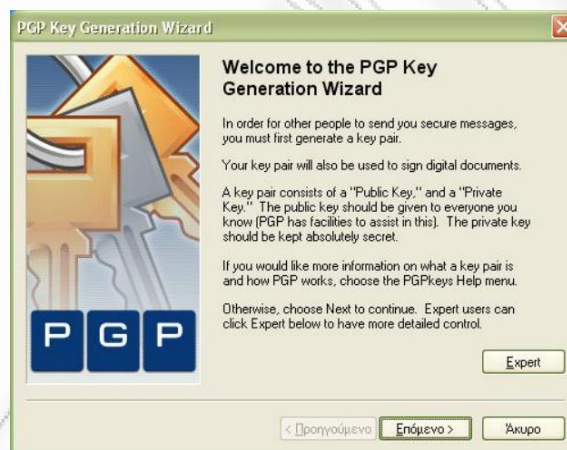 PGP Key Generation Wizard
Welcome to the PGP Key
Generation Wizard
In order for other people to send you secure messages,
you must first generate a key pair.
Your key pair will also be used to sign digital documents.
A key pair consists of a "Public Key," and a "Private
Key." The public key should be given to everyone you
know (PGP has facilities to assist in this). The private key
should be kept absolutely secret.
If you would like more information on what a key pair is
and how PGP works, choose the PGPkeys Help menu.
Otherwise, choose Next to continue. Expert users can
click Expert below to have more detailed control.
P G P
Expert
< Προηγούμενο Επόμενο > Άκυρο